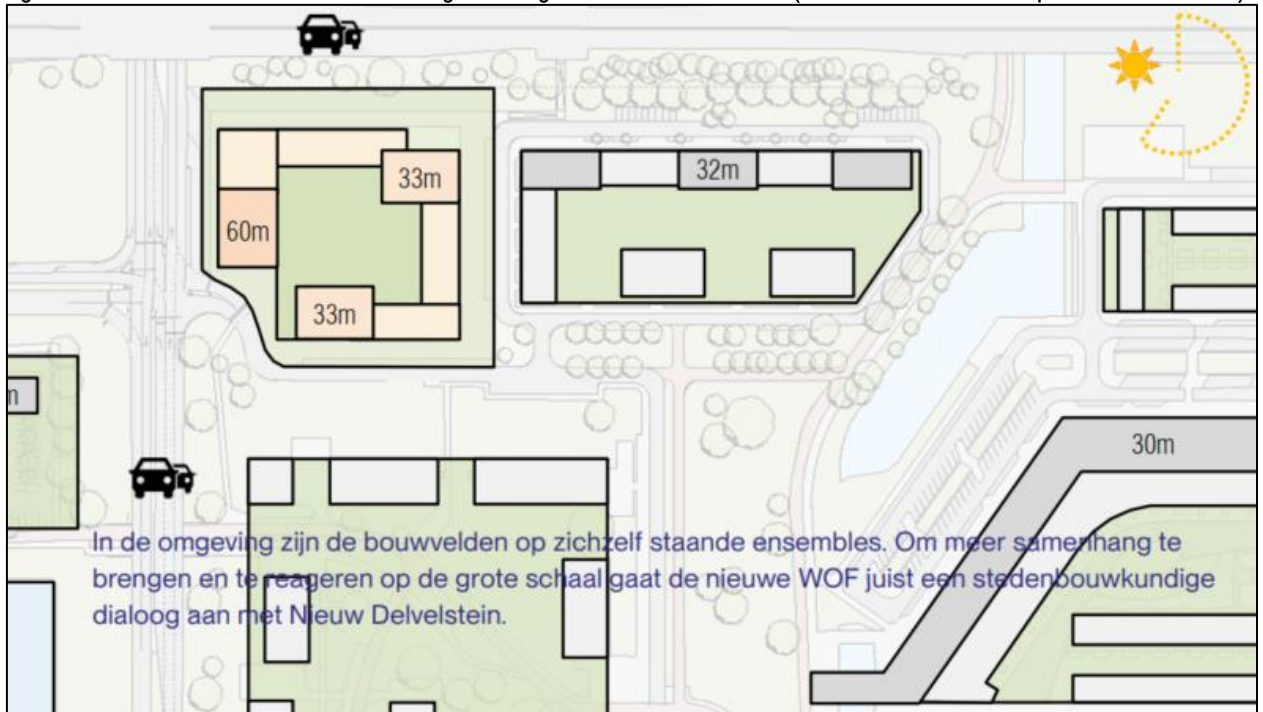 33m
32m
60m
33m
30m
In de omgeving zijn de bouwvelden op zichzelf staande ensembles. Om meer samenhang te
brengen en te reageren op de grote schaal gaat de nieuwe WOF juist een stedenbouwkundige
dialoog aan met Nieuw Delvelstein.